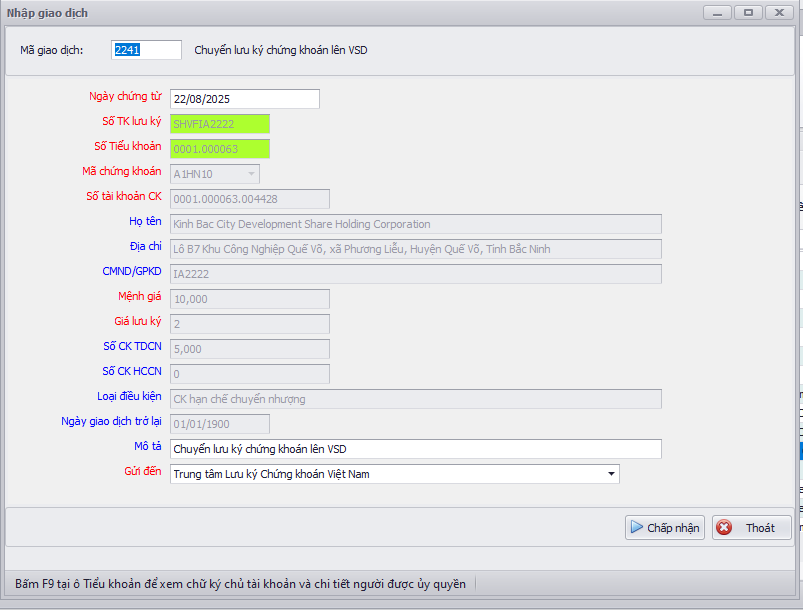 Nhập giao dịch
Mã giao dịch: 2241 Chuyển lưu ký chứng khoán lên VSD
Ngày chứng từ 22/08/2025
Số TK lưu ký SHVFIA2222
Số Tiểu khoản 0001.000063
Mã chứng khoán A1HN10
Số tài khoản CK 0001.000063.004428
Họ tên Kinh Bac City Development Share Holding Corporation
Địa chỉ Lô B7 Khu Công Nghiệp Quế Võ, xã Phương Liễu, Huyện Quế Võ, Tỉnh Bắc Ninh
CMND/GPKD IA2222
Mệnh giá 10,000
Giá lưu ký 2
Số CK TDCN 5,000
Số CK HCCN 0
Loại điều kiện CK hạn chế chuyển nhượng
Ngày giao dịch trở lại 01/01/1900
Mô tả Chuyển lưu ký chứng khoán lên VSD
Gửi đến Trung tâm Lưu ký Chứng khoán Việt Nam
Chấp nhận Thoát
Bấm F9 tại ô Tiểu khoản để xem chữ ký chủ tài khoản và chi tiết người được ủy quyền